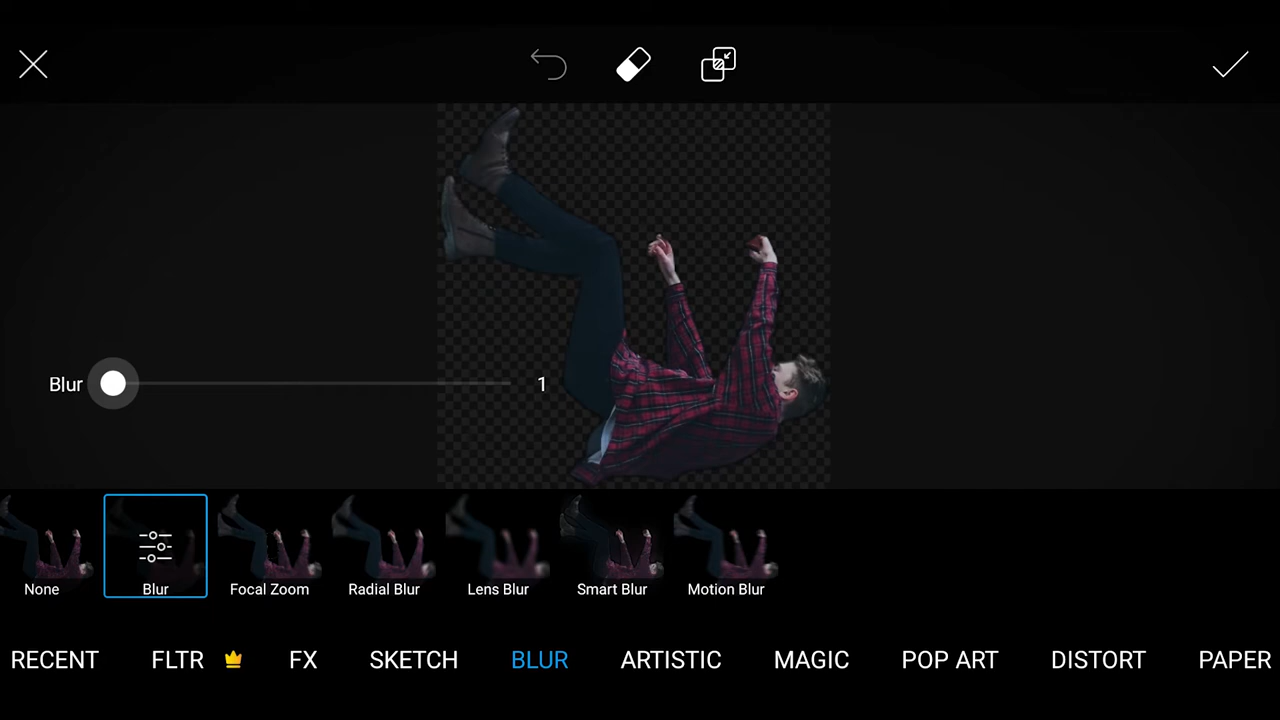 Blur 1
None Blur Focal Zoom Radial Blur Lens Blur Smart Blur Motion Blur
RECENT FLTR FX SKETCH BLUR ARTISTIC MAGIC POP ART DISTORT PAPER